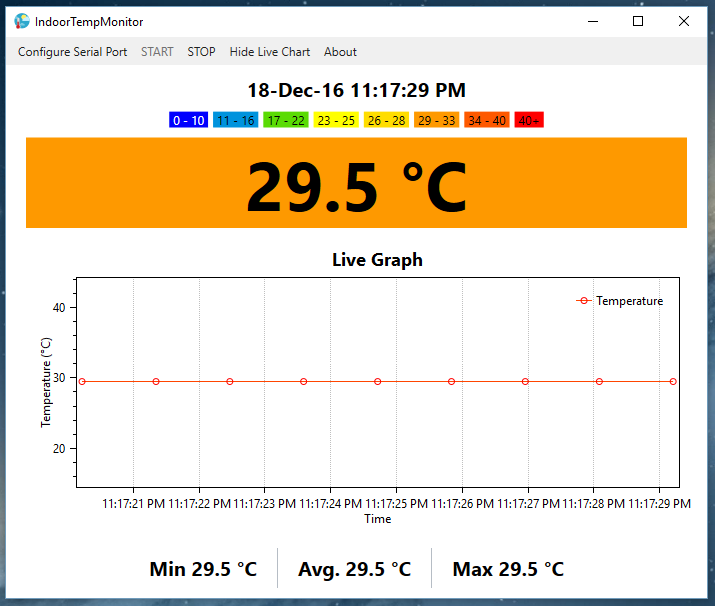 IndoorTempMonitor
Configure Serial Port START STOP Hide Live Chart About
18-Dec-16 11:17:29 PM
0 - 10 11 - 16 17 - 22 23 - 25 26 - 28 29 - 33 34 - 40 40+
29.5 °C
Live Graph
Temperature
40
30
20
Temperature (°C)
11:17:21 PM 11:17:22 PM 11:17:23 PM 11:17:24 PM 11:17:25 PM 11:17:26 PM 11:17:27 PM 11:17:28 PM 11:17:29 PM
Time
Min 29.5 °C Avg. 29.5 °C Max 29.5 °C